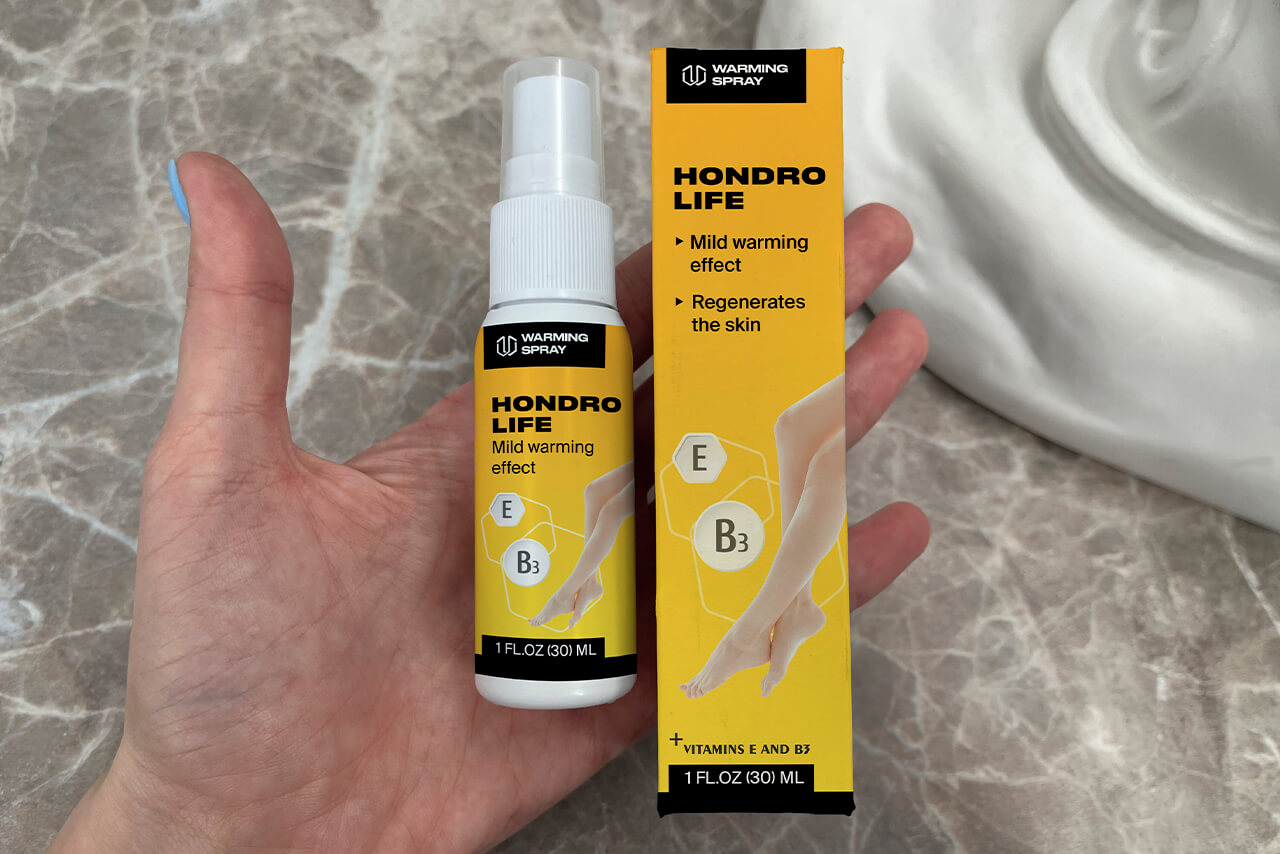 WARMING
SPRAY
HONDRO
LIFE
Mild warming
effect
E
B3
1 FL.OZ (30) ML
WARMING
SPRAY
HONDRO
LIFE
▸ Mild warming
effect
▸ Regenerates
the skin
E
B3
+ VITAMINS E AND B3
1 FL.OZ (30) ML